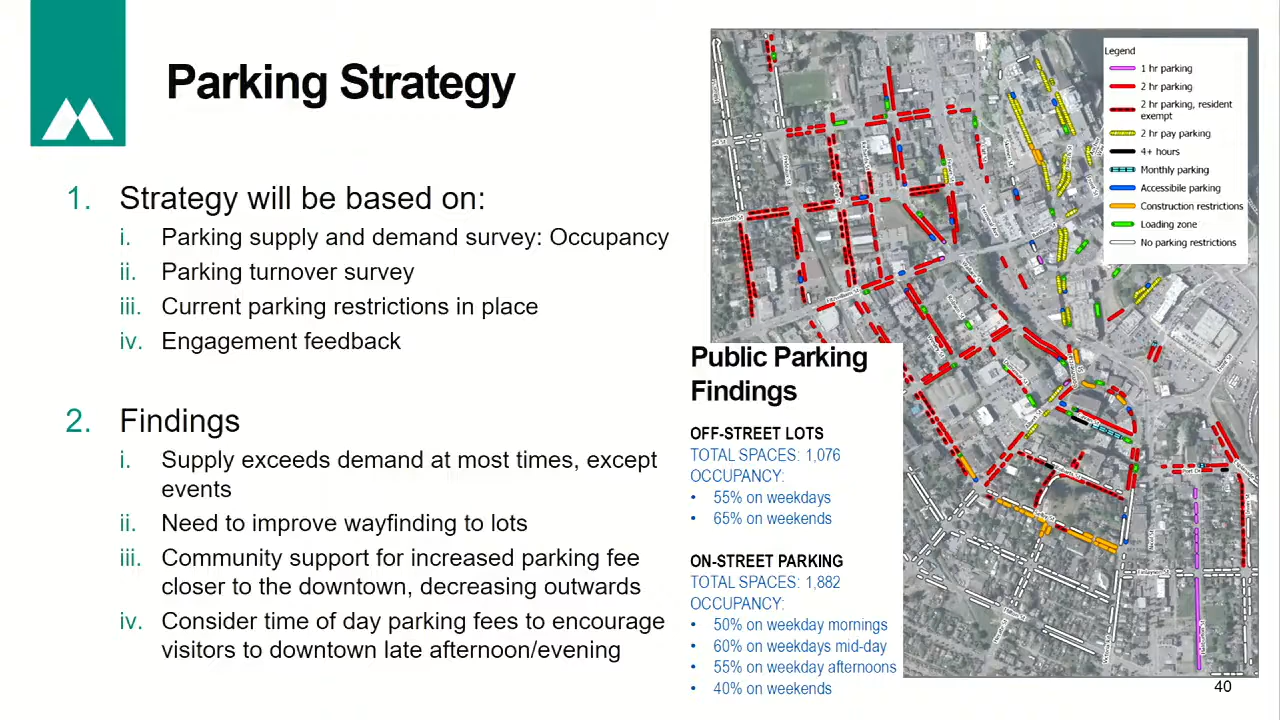 Parking Strategy
1. Strategy will be based on:
i. Parking supply and demand survey: Occupancy
ii. Parking turnover survey
iii. Current parking restrictions in place
iv. Engagement feedback
2. Findings
i. Supply exceeds demand at most times, except
events
ii. Need to improve wayfinding to lots
iii. Community support for increased parking fee
closer to the downtown, decreasing outwards
iv. Consider time of day parking fees to encourage
visitors to downtown late afternoon/evening
Legend
1 hr parking
2 hr parking
2 hr parking, resident
exempt
2 hr pay parking
4+ hours
Monthly parking
Accessibile parking
Construction restrictions
Loading zone
No parking restrictions
Public Parking
Findings
OFF-STREET LOTS
TOTAL SPACES: 1,076
OCCUPANCY:
• 55% on weekdays
• 65% on weekends
ON-STREET PARKING
TOTAL SPACES: 1,882
OCCUPANCY:
• 50% on weekday mornings
• 60% on weekdays mid-day
• 55% on weekday afternoons
• 40% on weekends
40